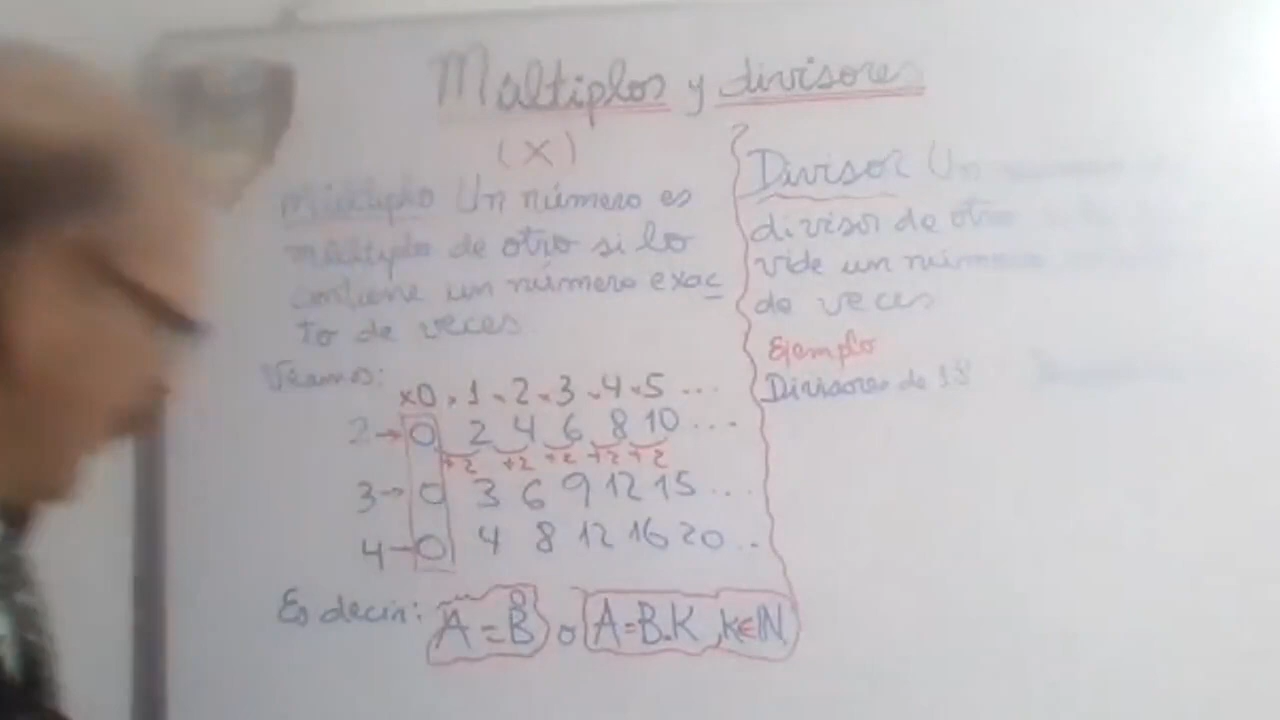 Múltiplos y divisores
(x)
Múltiplo Un número es
múltiplo de otro si lo
contiene un número exac
to de veces.
Veamos:
x0 x1 x2 x3 x4 x5 ...
2→ 0 2 4 6 8 10 ...
+2 +2 +2 +2 +2
3→ 0 3 6 9 12 15 ...
4→ 0 4 8 12 16 20 ..
Es decir: A = B̊ o A=B.K, k∈ℕ
Divisor Un
divisor de otro
vide un número
do veces
Ejemplo
Divisores de 18